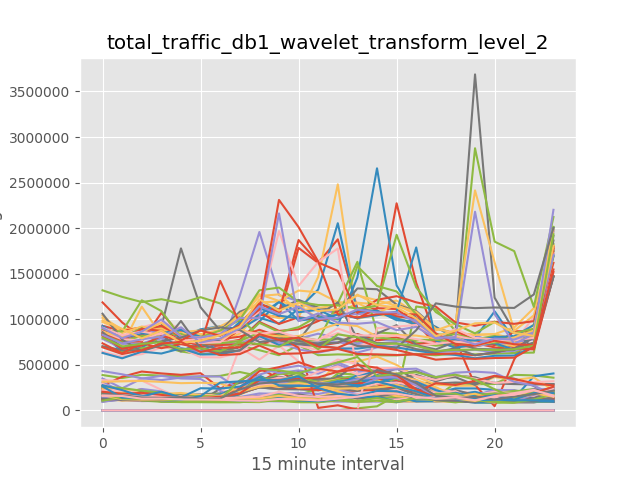 total_traffic_db1_wavelet_transform_level_2
3500000
3000000
2500000
2000000
1500000
1000000
500000
0
0 5 10 15 20
15 minute interval